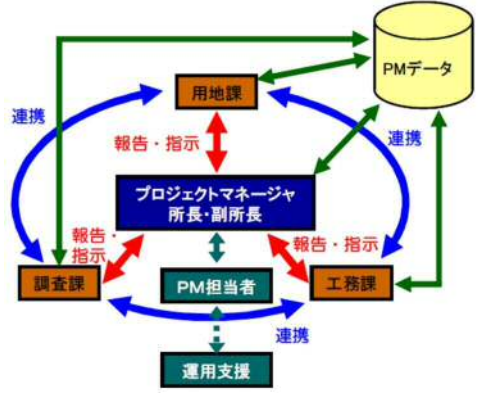 PMデータ
用地課
連携
連携
報告・指示
プロジェクトマネージャ
所長・副所長
報告・
指示
報告・指示
調査課
PM担当者
工務課
連携
運用支援